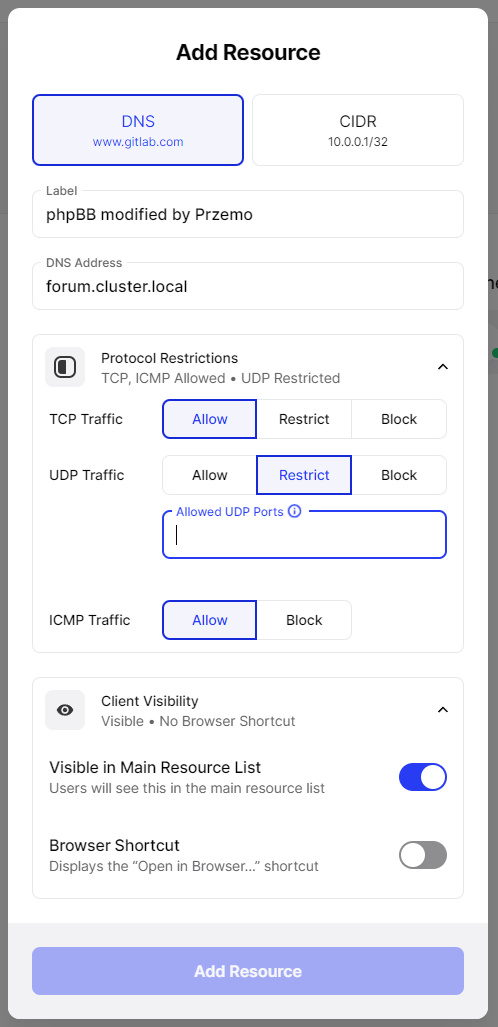 Add Resource
DNS
www.gitlab.com
CIDR
10.0.0.1/32
Label
phpBB modified by Przemo
DNS Address
forum.cluster.local
Protocol Restrictions
TCP, ICMP Allowed • UDP Restricted
TCP Traffic
Allow
Restrict
Block
UDP Traffic
Allow
Restrict
Block
Allowed UDP Ports
ICMP Traffic
Allow
Block
Client Visibility
Visible • No Browser Shortcut
Visible in Main Resource List
Users will see this in the main resource list
Browser Shortcut
Displays the “Open in Browser...” shortcut
Add Resource